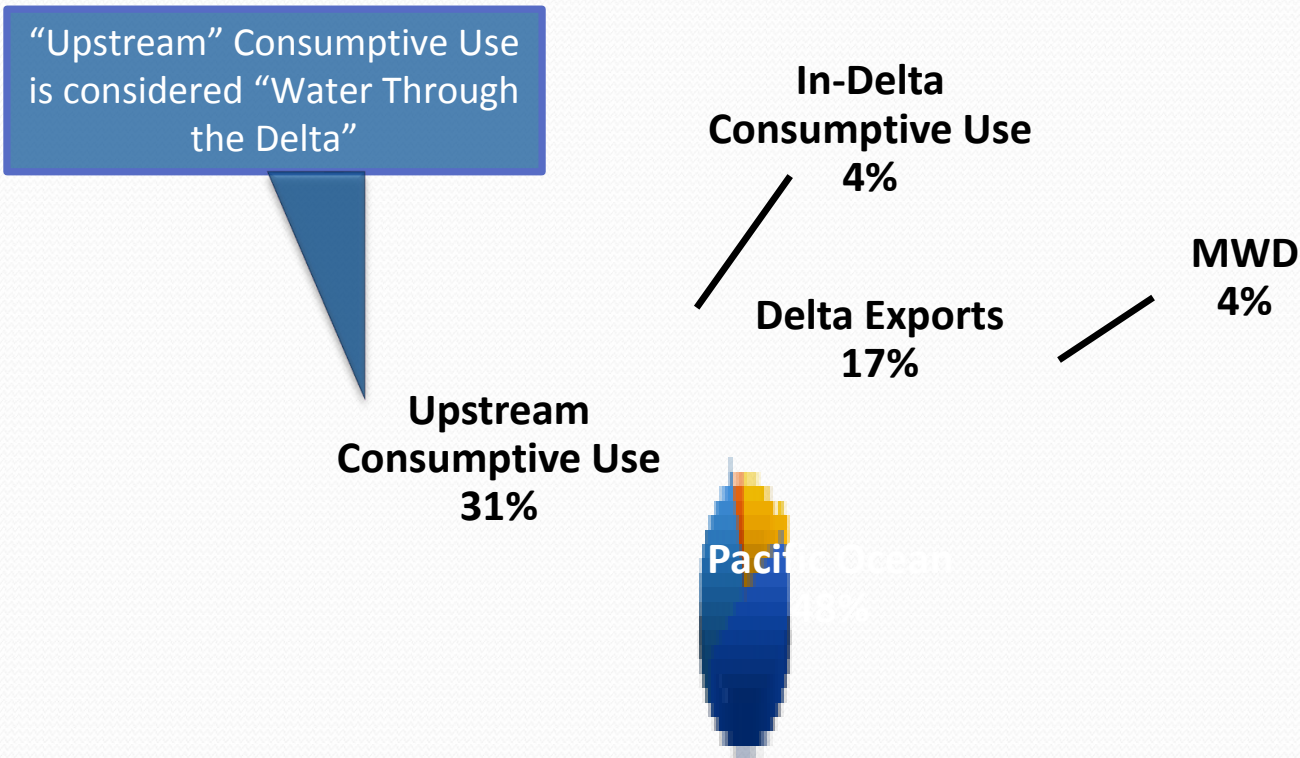 “Upstream” Consumptive Use
is considered “Water Through
the Delta”
In-Delta
Consumptive Use
4%
MWD
4%
Delta Exports
17%
Upstream
Consumptive Use
31%
Pacific Ocean
48%